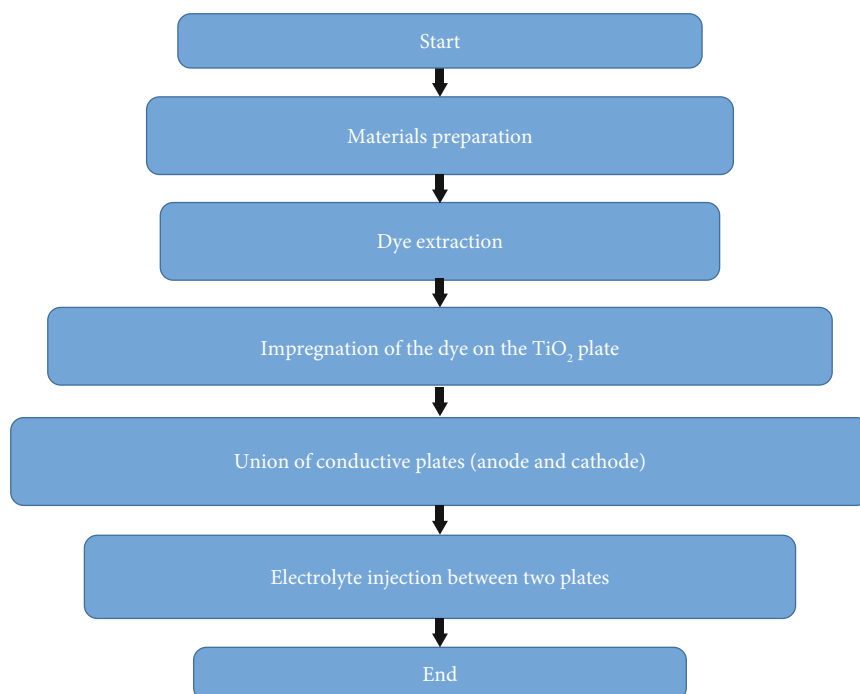 Start
Materials preparation
Dye extraction
Impregnation of the dye on the TiO₂ plate
Union of conductive plates (anode and cathode)
Electrolyte injection between two plates
End